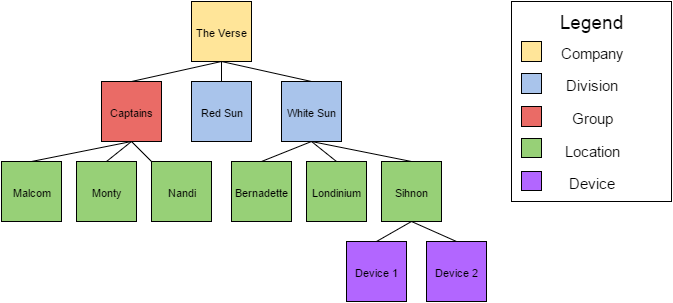 The Verse
Captains
Red Sun
White Sun
Malcom
Monty
Nandi
Bernadette
Londinium
Sihnon
Device 1
Device 2
Legend
Company
Division
Group
Location
Device